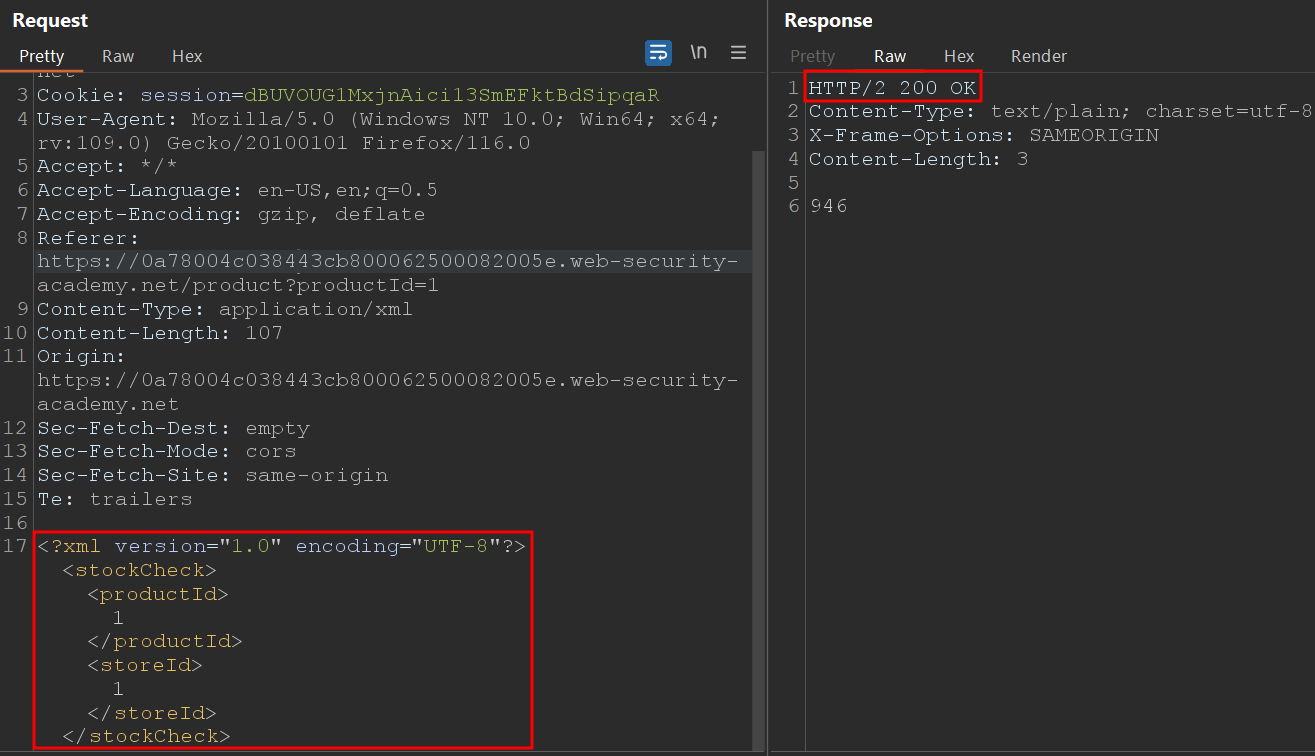 Request
Pretty Raw Hex
\n
net
3 Cookie: session=dBUVOUG1MxjnAici13SmEFktBdSipqaR
4 User-Agent: Mozilla/5.0 (Windows NT 10.0; Win64; x64;
rv:109.0) Gecko/20100101 Firefox/116.0
5 Accept: */*
6 Accept-Language: en-US,en;q=0.5
7 Accept-Encoding: gzip, deflate
8 Referer:
https://0a78004c038443cb800062500082005e.web-security-
academy.net/product?productId=1
9 Content-Type: application/xml
10 Content-Length: 107
11 Origin:
https://0a78004c038443cb800062500082005e.web-security-
academy.net
12 Sec-Fetch-Dest: empty
13 Sec-Fetch-Mode: cors
14 Sec-Fetch-Site: same-origin
15 Te: trailers
16
17 <?xml version="1.0" encoding="UTF-8"?>
<stockCheck>
<productId>
1
</productId>
<storeId>
1
</storeId>
</stockCheck>
Response
Pretty Raw Hex Render
1 HTTP/2 200 OK
2 Content-Type: text/plain; charset=utf-8
3 X-Frame-Options: SAMEORIGIN
4 Content-Length: 3
5
6 946